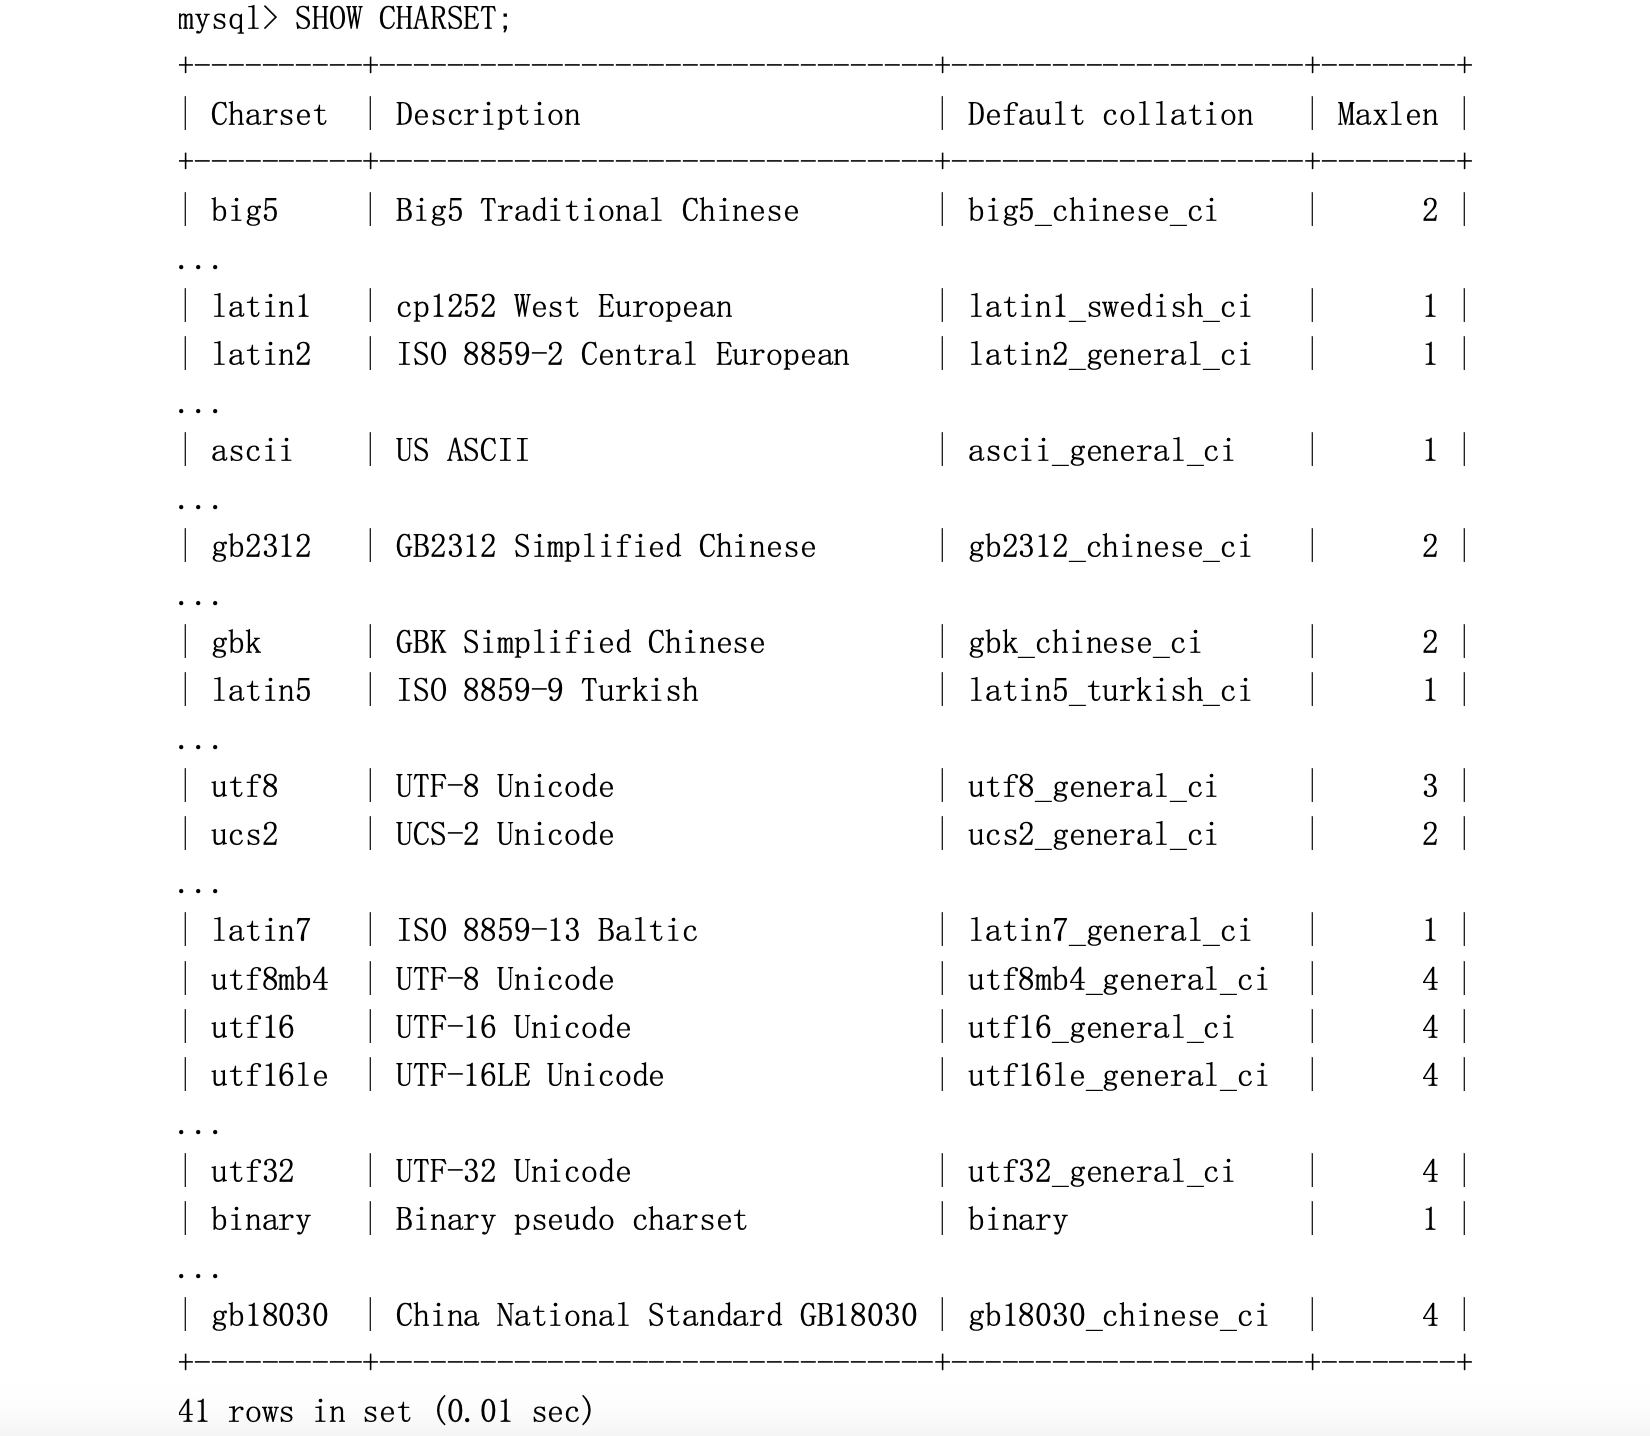 mysql> SHOW CHARSET;
+----------+---------------------------------+---------------------+--------+
| Charset  | Description                     | Default collation   | Maxlen |
+----------+---------------------------------+---------------------+--------+
| big5     | Big5 Traditional Chinese        | big5_chinese_ci     |      2 |
...
| latin1   | cp1252 West European            | latin1_swedish_ci   |      1 |
| latin2   | ISO 8859-2 Central European     | latin2_general_ci   |      1 |
...
| ascii    | US ASCII                        | ascii_general_ci    |      1 |
...
| gb2312   | GB2312 Simplified Chinese       | gb2312_chinese_ci   |      2 |
...
| gbk      | GBK Simplified Chinese          | gbk_chinese_ci      |      2 |
| latin5   | ISO 8859-9 Turkish              | latin5_turkish_ci   |      1 |
...
| utf8     | UTF-8 Unicode                   | utf8_general_ci     |      3 |
| ucs2     | UCS-2 Unicode                   | ucs2_general_ci     |      2 |
...
| latin7   | ISO 8859-13 Baltic              | latin7_general_ci   |      1 |
| utf8mb4  | UTF-8 Unicode                   | utf8mb4_general_ci  |      4 |
| utf16    | UTF-16 Unicode                  | utf16_general_ci    |      4 |
| utf16le  | UTF-16LE Unicode                | utf16le_general_ci  |      4 |
...
| utf32    | UTF-32 Unicode                  | utf32_general_ci    |      4 |
| binary   | Binary pseudo charset           | binary              |      1 |
...
| gb18030  | China National Standard GB18030 | gb18030_chinese_ci  |      4 |
+----------+---------------------------------+---------------------+--------+
41 rows in set (0.01 sec)